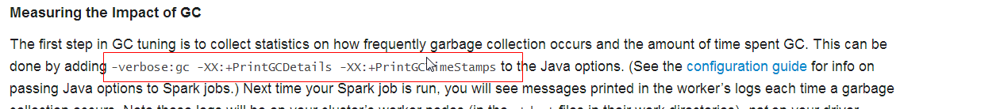 Measuring the Impact of GC
The first step in GC tuning is to collect statistics on how frequently garbage collection occurs and the amount of time spent GC. This can be
done by adding -verbose:gc -XX:+PrintGCDetails -XX:+PrintGCTimeStamps to the Java options. (See the configuration guide for info on
passing Java options to Spark jobs.) Next time your Spark job is run, you will see messages printed in the worker's logs each time a garbage
collection occurs. Note these logs will be on your cluster's worker nodes (in the stdout files in their work directories), not on your driver